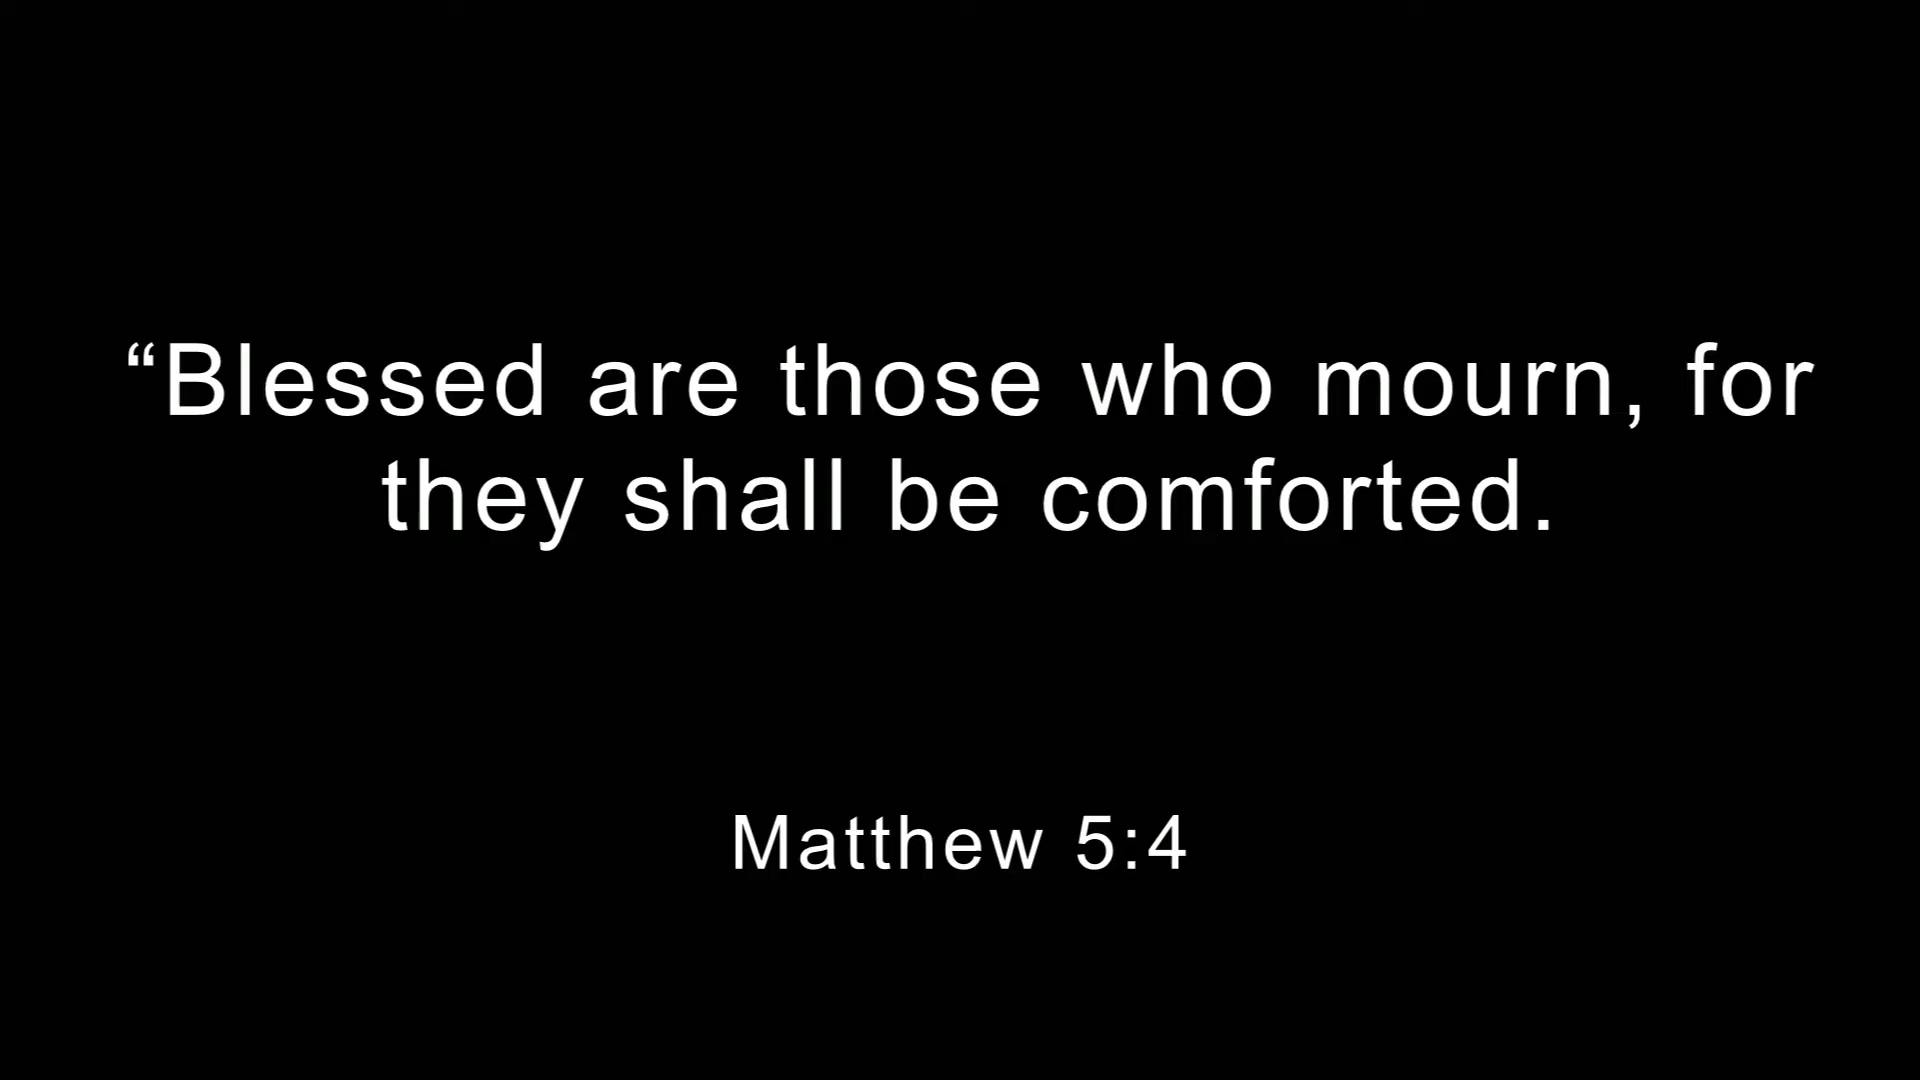 “Blessed are those who mourn, for
they shall be comforted.
Matthew 5:4